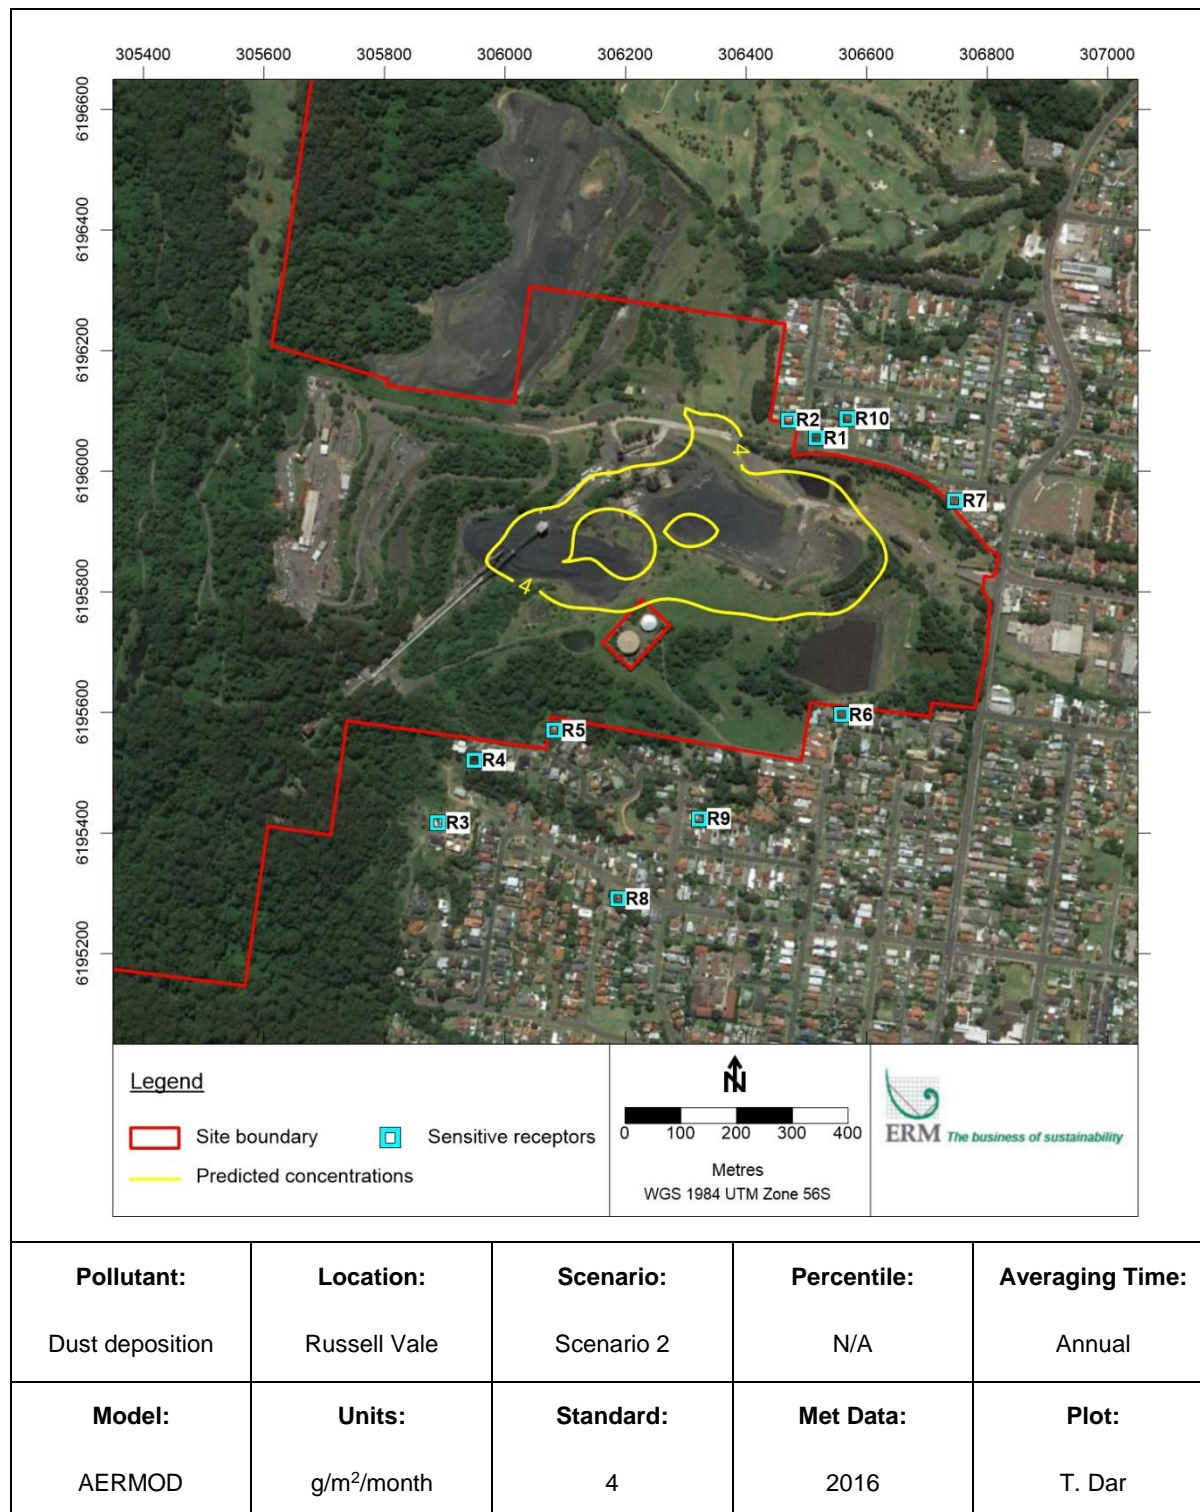 305400 305600 305800 306000 306200 306400 306600 306800 307000
6196600
6196400
6196200
6196000
6195800
6195600
6195400
6195200
R2
R10
R1
4
R7
4
R6
R5
R4
R9
R3
R8
Legend
Site boundary
Sensitive receptors
Predicted concentrations
N
0 100 200 300 400
Metres
WGS 1984 UTM Zone 56S
ERM The business of sustainability
Pollutant: Location: Scenario: Percentile: Averaging Time:
Dust deposition Russell Vale Scenario 2 N/A Annual
Model: Units: Standard: Met Data: Plot:
AERMOD g/m²/month 4 2016 T. Dar